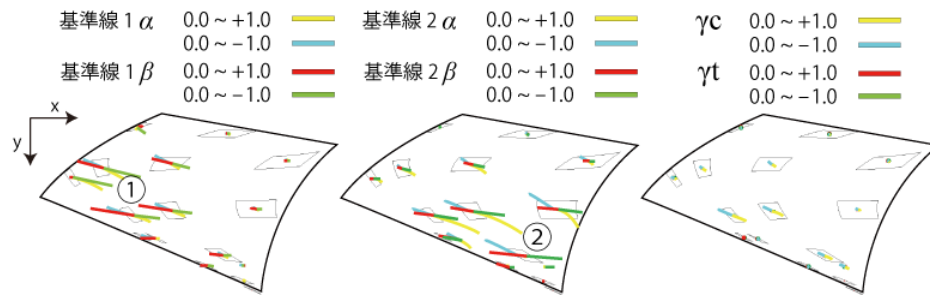 基準線 1 α 0.0 ~ +1.0
0.0 ~ −1.0
基準線 1 β 0.0 ~ +1.0
0.0 ~ −1.0
基準線 2 α 0.0 ~ +1.0
0.0 ~ −1.0
基準線 2 β 0.0 ~ +1.0
0.0 ~ −1.0
γc 0.0 ~ +1.0
0.0 ~ −1.0
γt 0.0 ~ +1.0
0.0 ~ −1.0
x
y
①
②